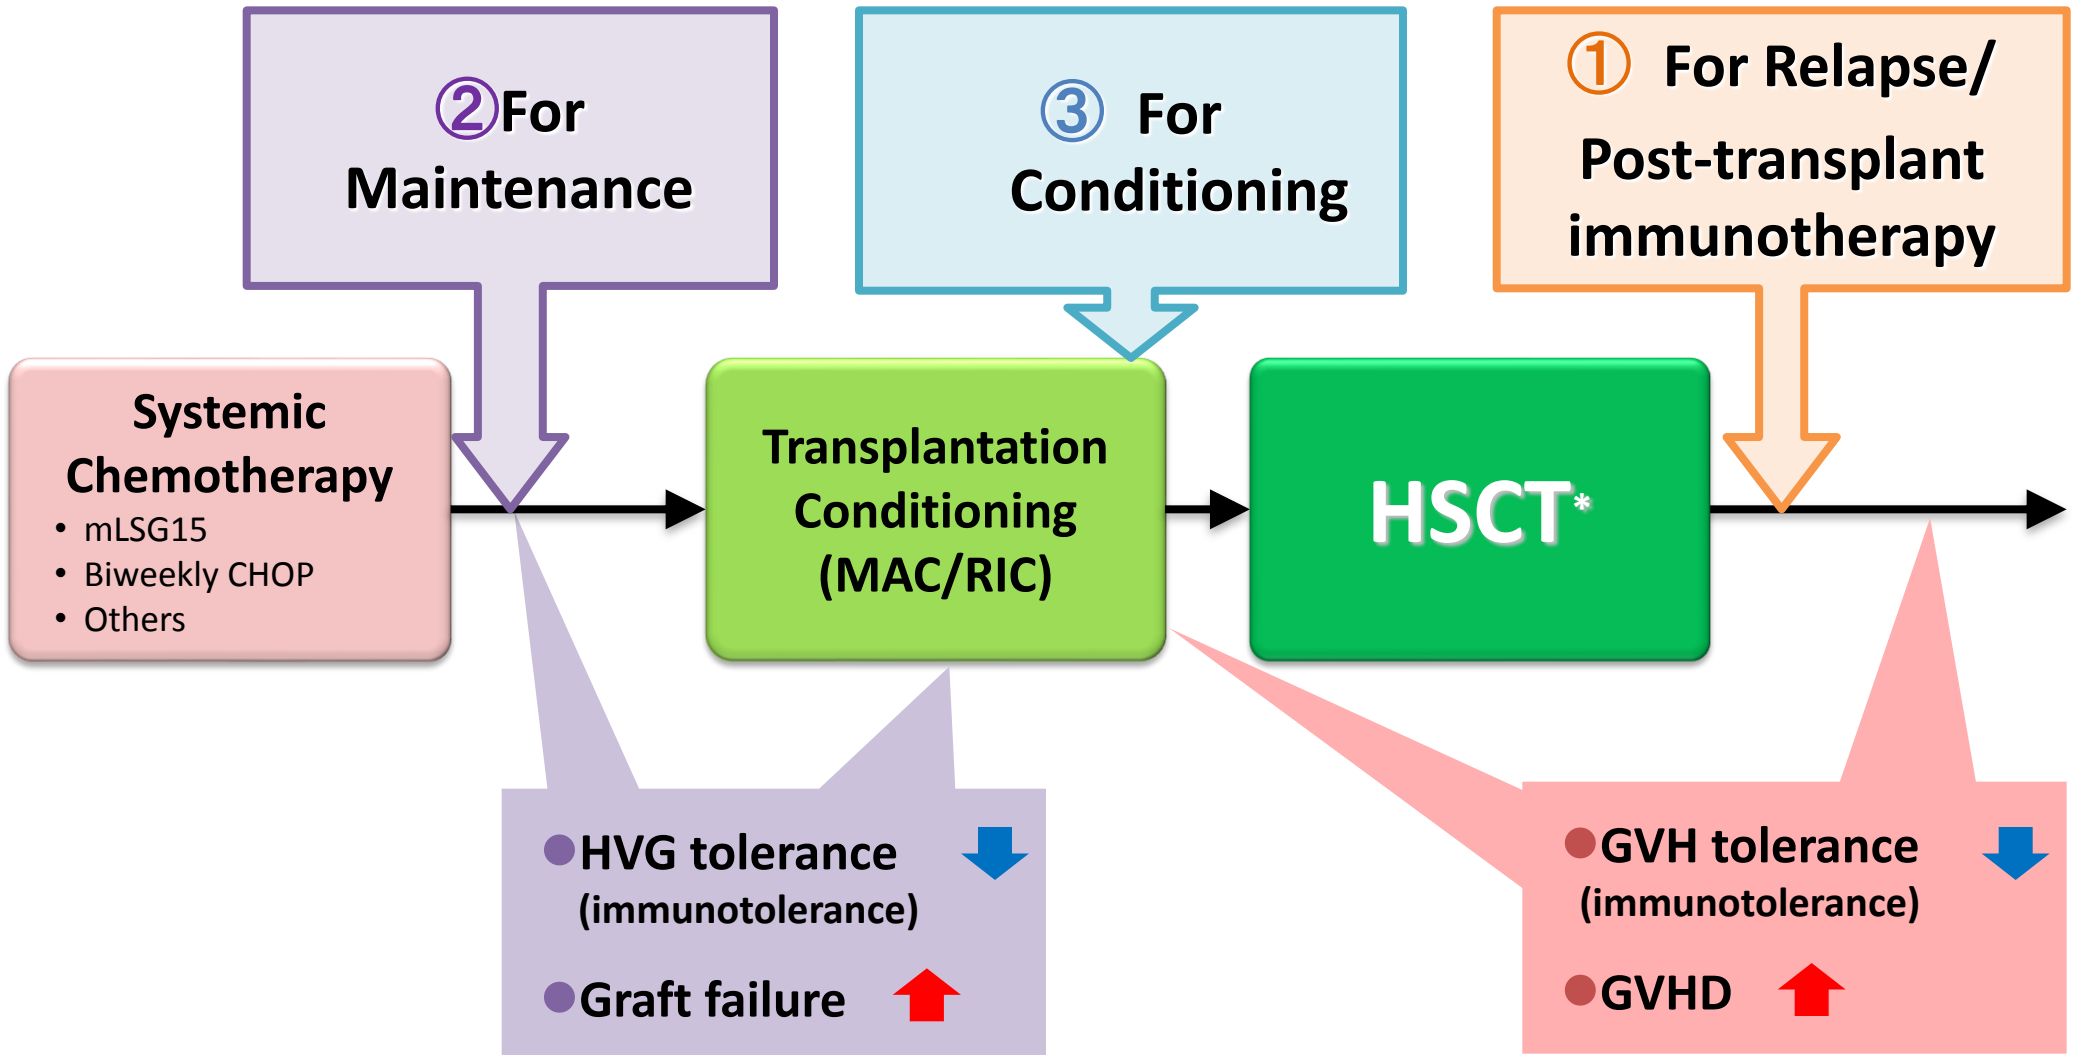 ②For
Maintenance
③ For
Conditioning
① For Relapse/
Post-transplant
immunotherapy
Systemic
Chemotherapy
• mLSG15
• Biweekly CHOP
• Others
Transplantation
Conditioning
(MAC/RIC)
HSCT*
●HVG tolerance
(immunotolerance)
●Graft failure
●GVH tolerance
(immunotolerance)
●GVHD